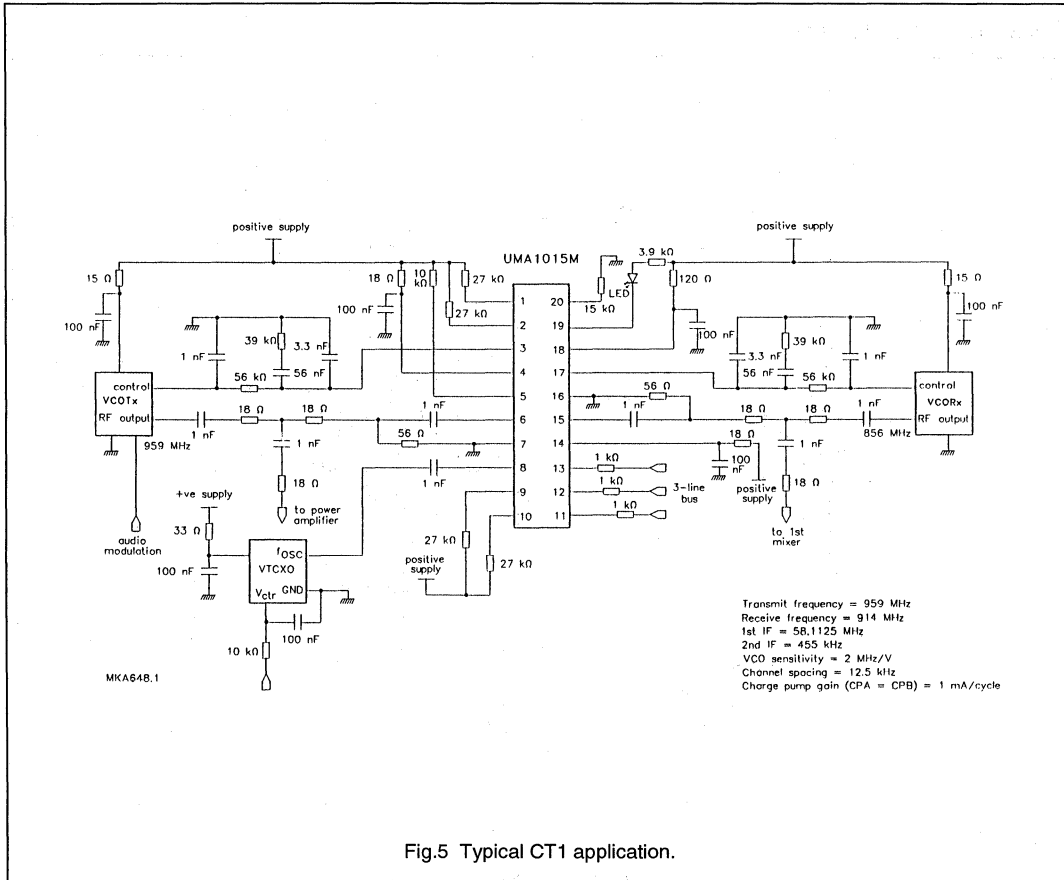 positive supply
positive supply
UMA1015M
3.9 kΩ
15 Ω
18 Ω
10 kΩ
27 kΩ
LED
120 Ω
15 Ω
100 nF
100 nF
27 kΩ
15 kΩ
100 nF
100 nF
1
2
3
4
5
6
7
8
9
10
20
19
18
17
16
15
14
13
12
11
1 nF
39 kΩ
3.3 nF
56 nF
56 kΩ
3.3 nF
56 nF
39 kΩ
56 kΩ
1 nF
control
VCOTx
RF output
control
VCORx
RF output
1 nF
959 MHz
18 Ω
18 Ω
1 nF
56 Ω
1 nF
18 Ω
to power
amplifier
1 nF
56 Ω
1 nF
18 Ω
18 Ω
1 nF
856 MHz
1 nF
18 Ω
to 1st
mixer
18 Ω
100 nF
positive
supply
1 kΩ
1 kΩ
1 kΩ
3-line
bus
audio
modulation
+ve supply
33 Ω
100 nF
fOSC
VTCXO
GND
Vctr
100 nF
10 kΩ
positive
supply
27 kΩ
27 kΩ
Transmit frequency = 959 MHz
Receive frequency = 914 MHz
1st IF = 58.1125 MHz
2nd IF = 455 kHz
VCO sensitivity = 2 MHz/V
Channel spacing = 12.5 kHz
Charge pump gain (CPA = CPB) = 1 mA/cycle
MKA648.1
Fig.5 Typical CT1 application.